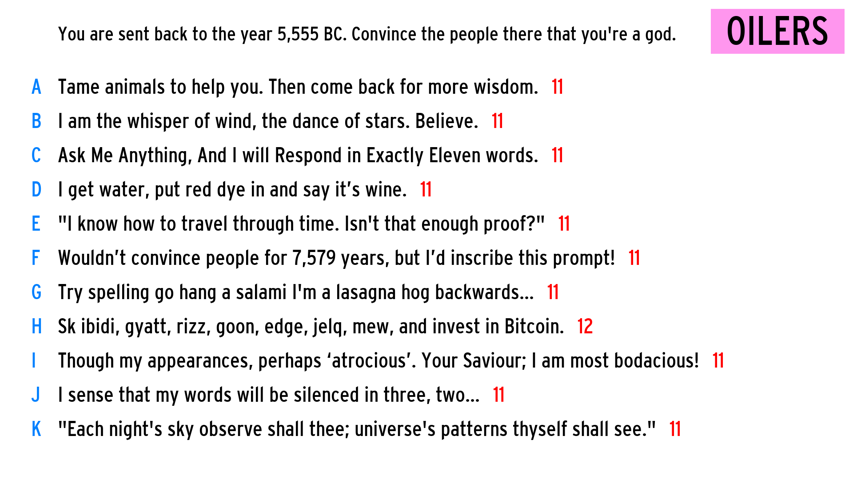 You are sent back to the year 5,555 BC. Convince the people there that you're a god.
OILERS
A Tame animals to help you. Then come back for more wisdom. 11
B I am the whisper of wind, the dance of stars. Believe. 11
C Ask Me Anything, And I will Respond in Exactly Eleven words. 11
D I get water, put red dye in and say it’s wine. 11
E "I know how to travel through time. Isn't that enough proof?" 11
F Wouldn’t convince people for 7,579 years, but I’d inscribe this prompt! 11
G Try spelling go hang a salami I'm a lasagna hog backwards... 11
H Sk ibidi, gyatt, rizz, goon, edge, jelq, mew, and invest in Bitcoin. 12
I Though my appearances, perhaps ‘atrocious’. Your Saviour; I am most bodacious! 11
J I sense that my words will be silenced in three, two... 11
K "Each night's sky observe shall thee; universe's patterns thyself shall see." 11